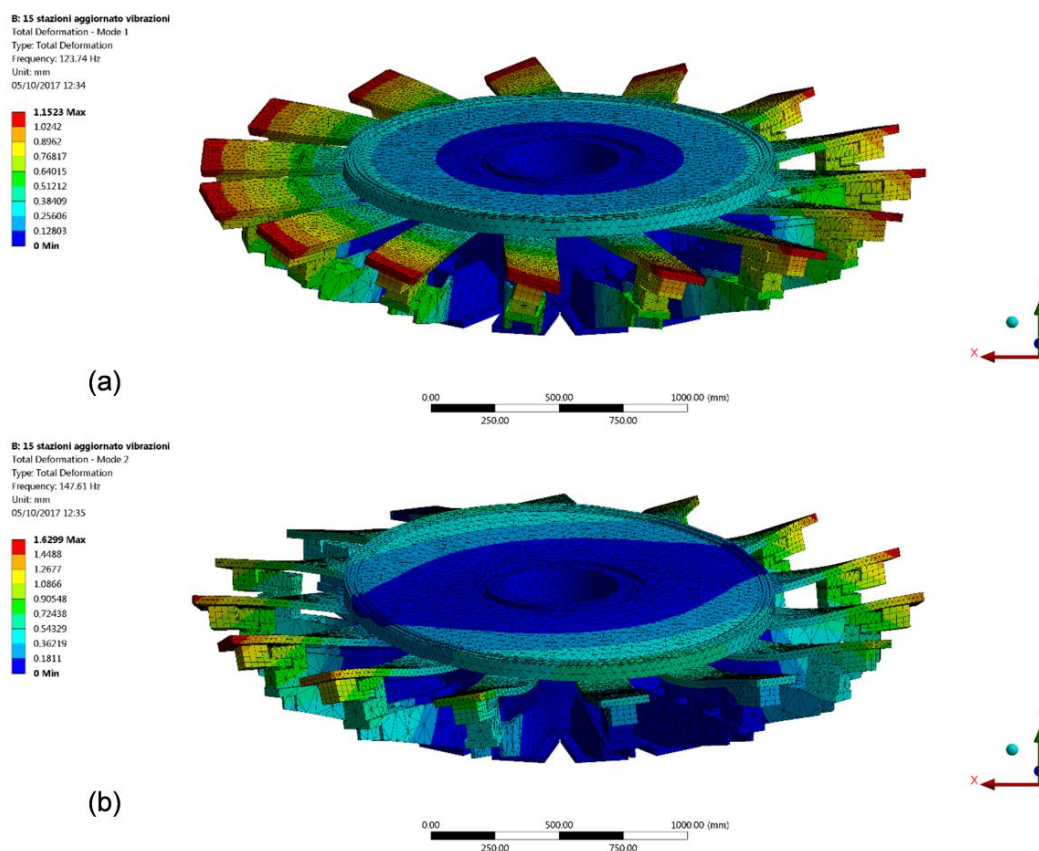 B: 15 stazioni aggiornato vibrazioni
Total Deformation - Mode 1
Type: Total Deformation
Frequency: 123.74 Hz
Unit: mm
05/10/2017 12:34
1.1523 Max
1.0242
0.8962
0.76817
0.64015
0.51212
0.38409
0.25606
0.12803
0 Min
X
(a)
0.00 500.00 1000.00 (mm)
250.00 750.00
B: 15 stazioni aggiornato vibrazioni
Total Deformation - Mode 2
Type: Total Deformation
Frequency: 147.61 Hz
Unit: mm
05/10/2017 12:35
1.6299 Max
1.4488
1.2677
1.0866
0.90548
0.72438
0.54329
0.36219
0.1811
0 Min
X
(b)
0.00 500.00 1000.00 (mm)
250.00 750.00